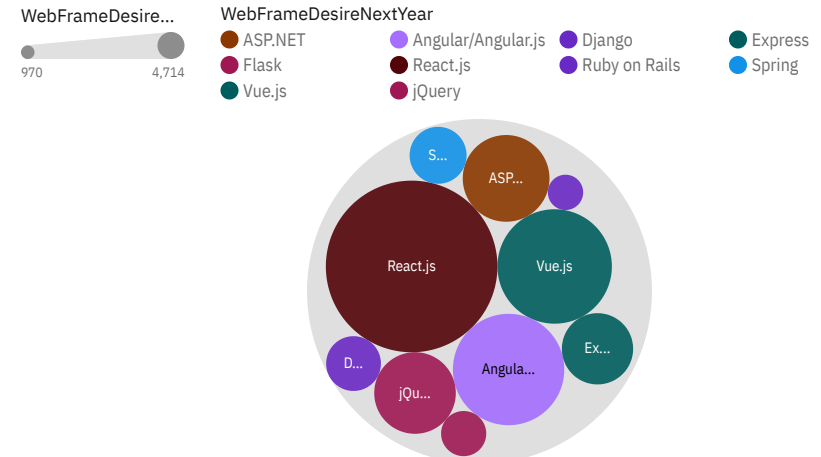 WebFrameDesire...
970
4,714
WebFrameDesireNextYear
ASP.NET
Angular/Angular.js
Django
Express
Flask
React.js
Ruby on Rails
Spring
Vue.js
jQuery
S...
ASP...
React.js
Vue.js
Ex...
D...
Angula...
jQu...